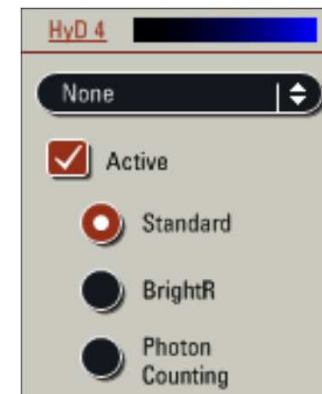 HyD 4
None
Active
Standard
BrightR
Photon
Counting